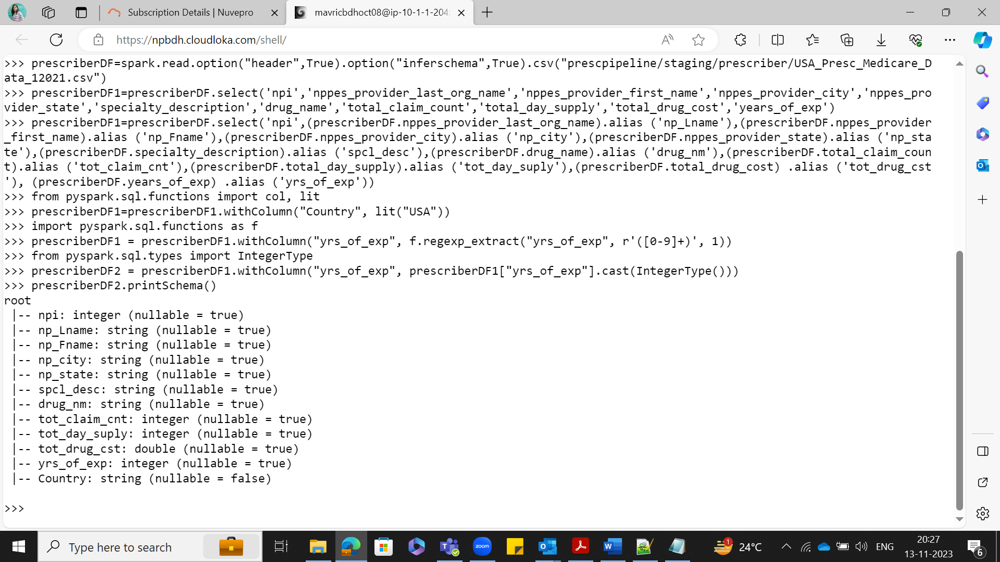 Subscription Details | Nuvepro
mavricbdhoct08@ip-10-1-1-204:
https://npbdh.cloudloka.com/shell/
>>> prescriberDF=spark.read.option("header",True).option("inferschema",True).csv("prescpipeline/staging/prescriber/USA_Presc_Medicare_D
ata_12021.csv")
>>> prescriberDF1=prescriberDF.select('npi','nppes_provider_last_org_name','nppes_provider_first_name','nppes_provider_city','nppes_pro
vider_state','specialty_description','drug_name','total_claim_count','total_day_supply','total_drug_cost','years_of_exp')
>>> prescriberDF1=prescriberDF.select('npi',(prescriberDF.nppes_provider_last_org_name).alias ('np_Lname'),(prescriberDF.nppes_provider
_first_name).alias ('np_Fname'),(prescriberDF.nppes_provider_city).alias ('np_city'),(prescriberDF.nppes_provider_state).alias ('np_sta
te'),(prescriberDF.specialty_description).alias ('spcl_desc'),(prescriberDF.drug_name).alias ('drug_nm'),(prescriberDF.total_claim_coun
t).alias ('tot_claim_cnt'),(prescriberDF.total_day_supply).alias ('tot_day_suply'),(prescriberDF.total_drug_cost) .alias ('tot_drug_cst
'), (prescriberDF.years_of_exp) .alias ('yrs_of_exp'))
>>> from pyspark.sql.functions import col, lit
>>> prescriberDF1=prescriberDF1.withColumn("Country", lit("USA"))
>>> import pyspark.sql.functions as f
>>> prescriberDF1 = prescriberDF1.withColumn("yrs_of_exp", f.regexp_extract("yrs_of_exp", r'([0-9]+)', 1))
>>> from pyspark.sql.types import IntegerType
>>> prescriberDF2 = prescriberDF1.withColumn("yrs_of_exp", prescriberDF1["yrs_of_exp"].cast(IntegerType()))
>>> prescriberDF2.printSchema()
root
|-- npi: integer (nullable = true)
|-- np_Lname: string (nullable = true)
|-- np_Fname: string (nullable = true)
|-- np_city: string (nullable = true)
|-- np_state: string (nullable = true)
|-- spcl_desc: string (nullable = true)
|-- drug_nm: string (nullable = true)
|-- tot_claim_cnt: integer (nullable = true)
|-- tot_day_suply: integer (nullable = true)
|-- tot_drug_cst: double (nullable = true)
|-- yrs_of_exp: integer (nullable = true)
|-- Country: string (nullable = false)
>>>
Type here to search
zoom
1
24°C
ENG
20:27
13-11-2023
6